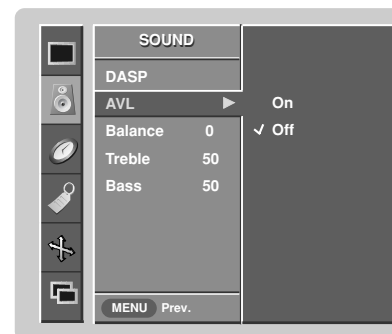 SOUND
DASP
AVL On
Balance 0 Off
Treble 50
Bass 50
MENU Prev.